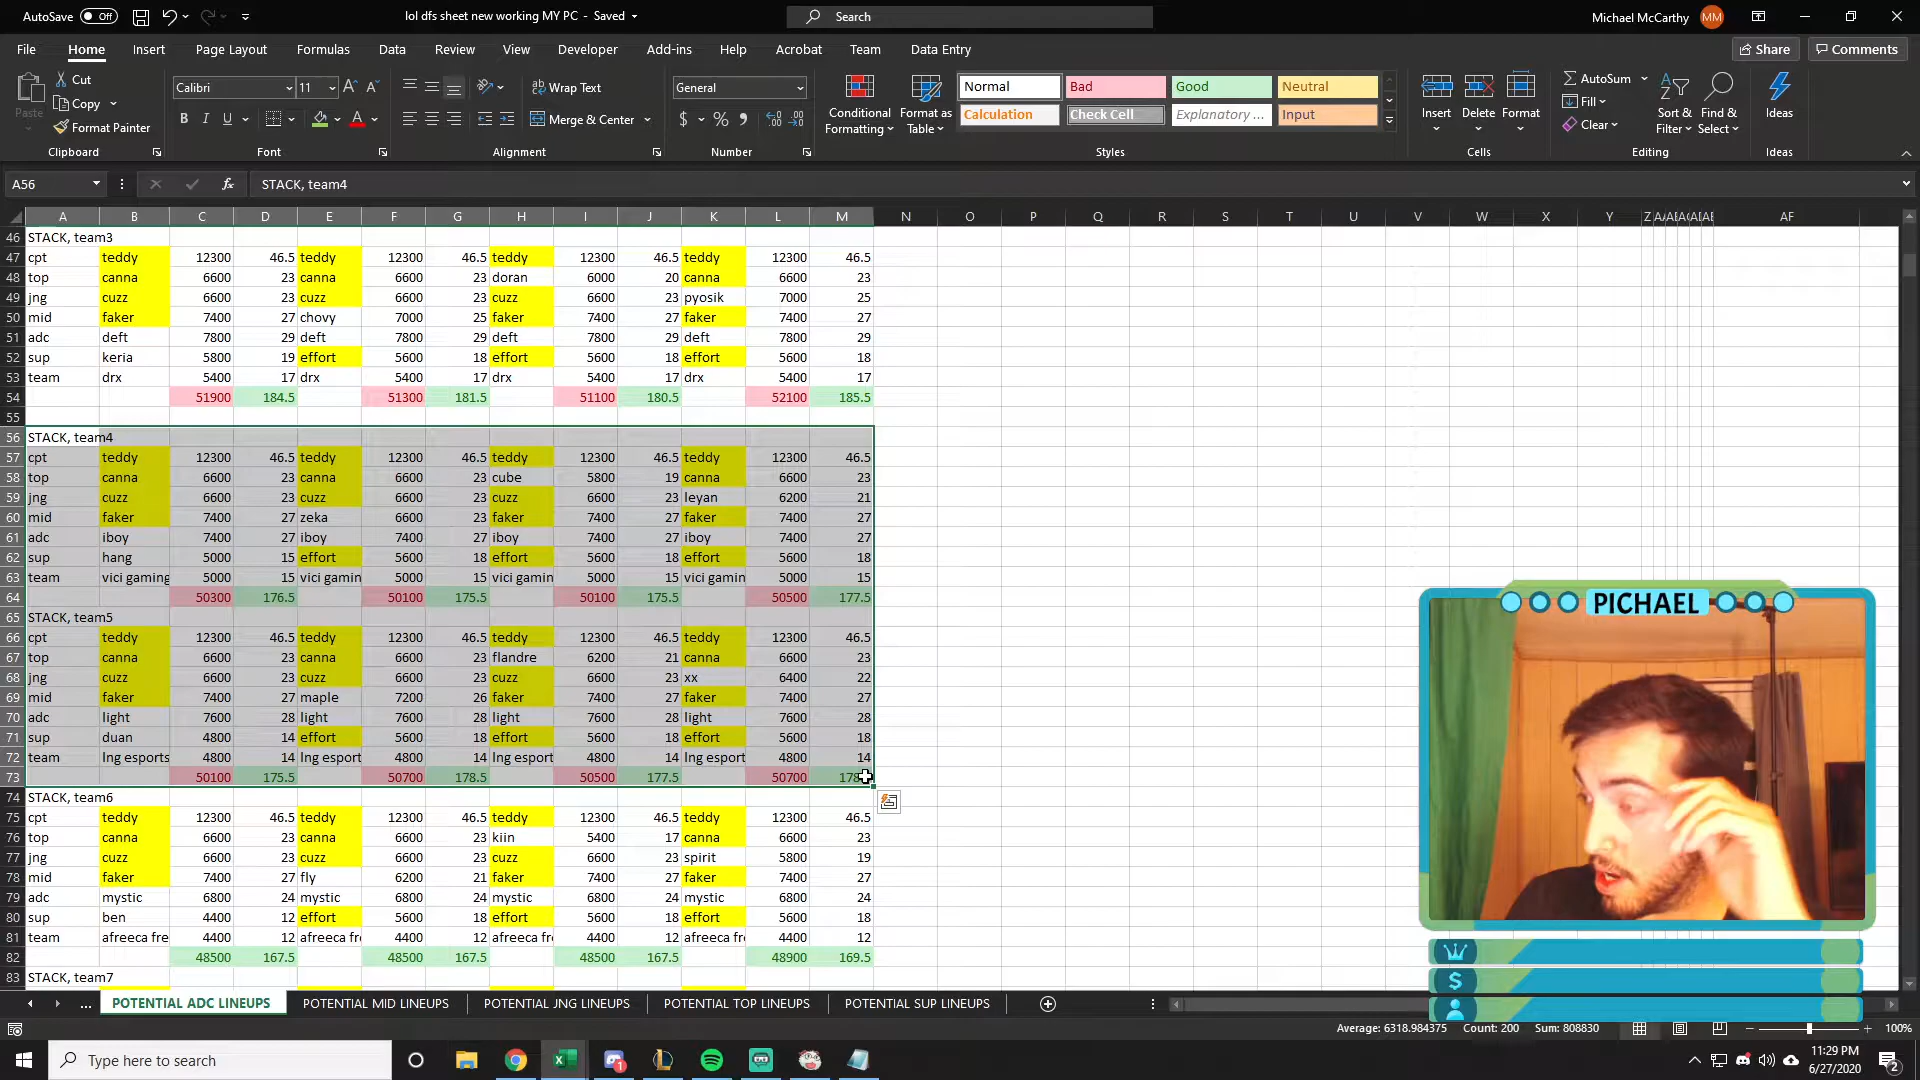 AutoSave Off lol dfs sheet new working MY PC - Saved Search Michael McCarthy MM
File Home Insert Draw Page Layout Formulas Data Review View Developer Add-ins Help Acrobat Team Data Entry Share Comments
Paste Cut Copy Format Painter Clipboard
Calibri 11 A A B I U A Font
Wrap Text Merge & Center Alignment
General $ % 9 Number
Conditional Formatting Format as Table
Normal Bad Good Neutral
Calculation Check Cell Explanatory ... Input Styles
Insert Delete Format Cells
AutoSum Fill Clear Sort & Filter Find & Select Editing
Ideas Ideas
A56 fx STACK, team4
A B C D E F G H I J K L M N O P Q R S T U V W X Y Z AF
46 STACK, team3
47 cpt teddy 12300 46.5 teddy 12300 46.5 teddy 12300 46.5 teddy 12300 46.5
48 top canna 6600 23 canna 6600 23 doran 6000 20 canna 6600 23
49 jng cuzz 6600 23 cuzz 6600 23 cuzz 6600 23 pyosik 7000 25
50 mid faker 7400 27 chovy 7000 25 faker 7400 27 faker 7400 27
51 adc deft 7800 29 deft 7800 29 deft 7800 29 deft 7800 29
52 sup keria 5800 19 effort 5600 18 effort 5600 18 effort 5600 18
53 team drx 5400 17 drx 5400 17 drx 5400 17 drx 5400 17
54 51900 184.5 51300 181.5 51100 180.5 52100 185.5
55
56 STACK, team4
57 cpt teddy 12300 46.5 teddy 12300 46.5 teddy 12300 46.5 teddy 12300 46.5
58 top canna 6600 23 canna 6600 23 cube 5800 19 canna 6600 23
59 jng cuzz 6600 23 cuzz 6600 23 cuzz 6600 23 leyan 6200 21
60 mid faker 7400 27 zeka 6600 23 faker 7400 27 faker 7400 27
61 adc iboy 7400 27 iboy 7400 27 iboy 7400 27 iboy 7400 27
62 sup hang 5000 15 effort 5600 18 effort 5600 18 effort 5600 18
63 team vici gaming 5000 15 vici gamin 5000 15 vici gamin 5000 15 vici gamin 5000 15
64 50300 176.5 50100 175.5 50100 175.5 50500 177.5
65 STACK, team5
66 cpt teddy 12300 46.5 teddy 12300 46.5 teddy 12300 46.5 teddy 12300 46.5
67 top canna 6600 23 canna 6600 23 flandre 6200 21 canna 6600 23
68 jng cuzz 6600 23 cuzz 6600 23 cuzz 6600 23 xx 6400 22
69 mid faker 7400 27 maple 7200 26 faker 7400 27 faker 7400 27
70 adc light 7600 28 light 7600 28 light 7600 28 light 7600 28
71 sup duan 4800 14 effort 5600 18 effort 5600 18 effort 5600 18
72 team lng esports 4800 14 lng esport 4800 14 lng esport 4800 14 lng esport 4800 14
73 50100 175.5 50700 178.5 50500 177.5 50700
74 STACK, team6
75 cpt teddy 12300 46.5 teddy 12300 46.5 teddy 12300 46.5 teddy 12300 46.5
76 top canna 6600 23 canna 6600 23 kiin 5400 17 canna 6600 23
77 jng cuzz 6600 23 cuzz 6600 23 cuzz 6600 23 spirit 5800 19
78 mid faker 7400 27 fly 6200 21 faker 7400 27 faker 7400 27
79 adc mystic 6800 24 mystic 6800 24 mystic 6800 24 mystic 6800 24
80 sup ben 4400 12 effort 5600 18 effort 5600 18 effort 5600 18
81 team afreeca fre 4400 12 afreeca fr 4400 12 afreeca fr 4400 12 afreeca fr 4400 12
82 48500 167.5 48500 167.5 48500 167.5 48900 169.5
83 STACK, team7
PICHAEL
$
... POTENTIAL ADC LINEUPS POTENTIAL MID LINEUPS POTENTIAL JNG LINEUPS POTENTIAL TOP LINEUPS POTENTIAL SUP LINEUPS
Average: 6318.984375 Count: 200 Sum: 808830 100%
Type here to search 1 11:29 PM
6/27/2020 2